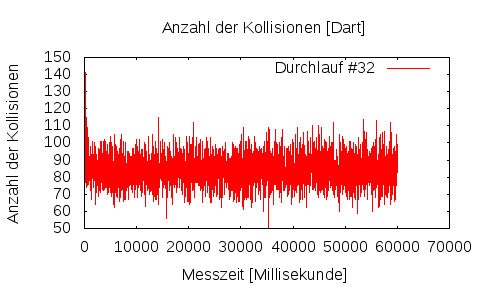 Anzahl der Kollisionen [Dart]
Durchlauf #32
Anzahl der Kollisionen
150
140
130
120
110
100
90
80
70
60
50
0 10000 20000 30000 40000 50000 60000 70000
Messzeit [Millisekunde]